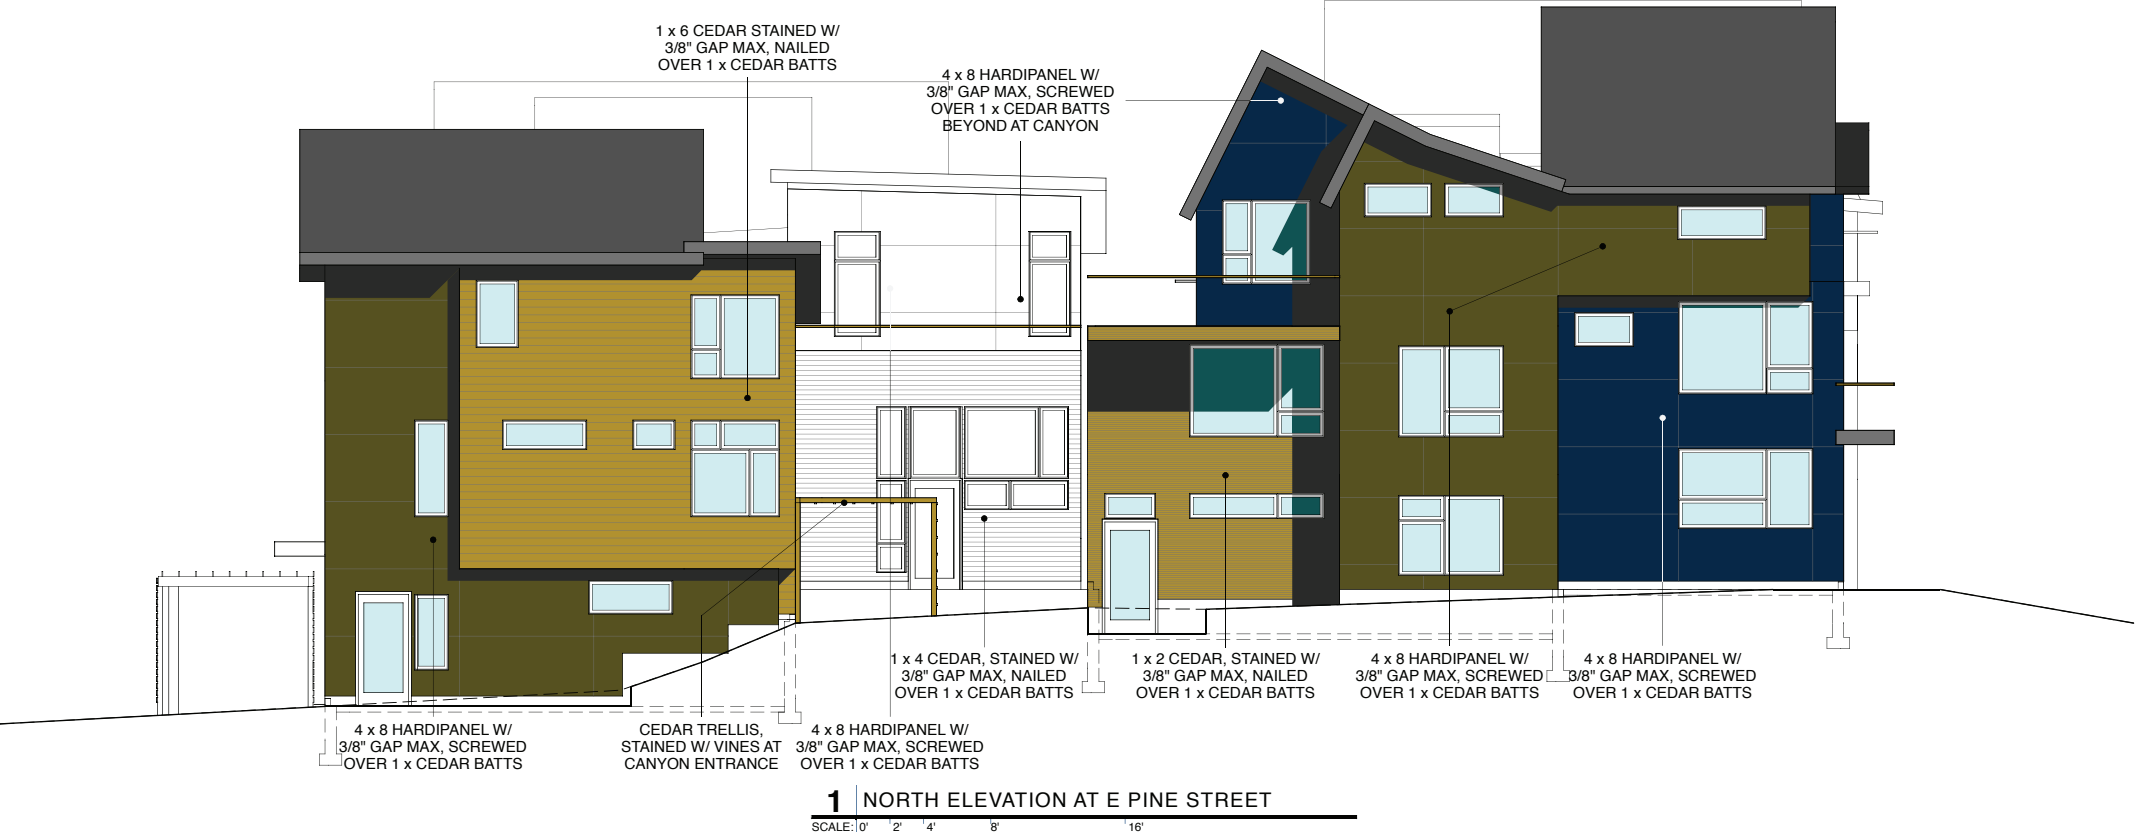 1 x 6 CEDAR STAINED W/
3/8" GAP MAX, NAILED
OVER 1 x CEDAR BATTS
4 x 8 HARDIPANEL W/
3/8" GAP MAX, SCREWED
OVER 1 x CEDAR BATTS
BEYOND AT CANYON
1 x 4 CEDAR, STAINED W/
3/8" GAP MAX, NAILED
OVER 1 x CEDAR BATTS
1 x 2 CEDAR, STAINED W/
3/8" GAP MAX, NAILED
OVER 1 x CEDAR BATTS
4 x 8 HARDIPANEL W/
3/8" GAP MAX, SCREWED
OVER 1 x CEDAR BATTS
4 x 8 HARDIPANEL W/
3/8" GAP MAX, SCREWED
OVER 1 x CEDAR BATTS
4 x 8 HARDIPANEL W/
3/8" GAP MAX, SCREWED
OVER 1 x CEDAR BATTS
CEDAR TRELLIS,
STAINED W/ VINES AT
CANYON ENTRANCE
4 x 8 HARDIPANEL W/
3/8" GAP MAX, SCREWED
OVER 1 x CEDAR BATTS
1 NORTH ELEVATION AT E PINE STREET
SCALE: 0' 2' 4' 8' 16'